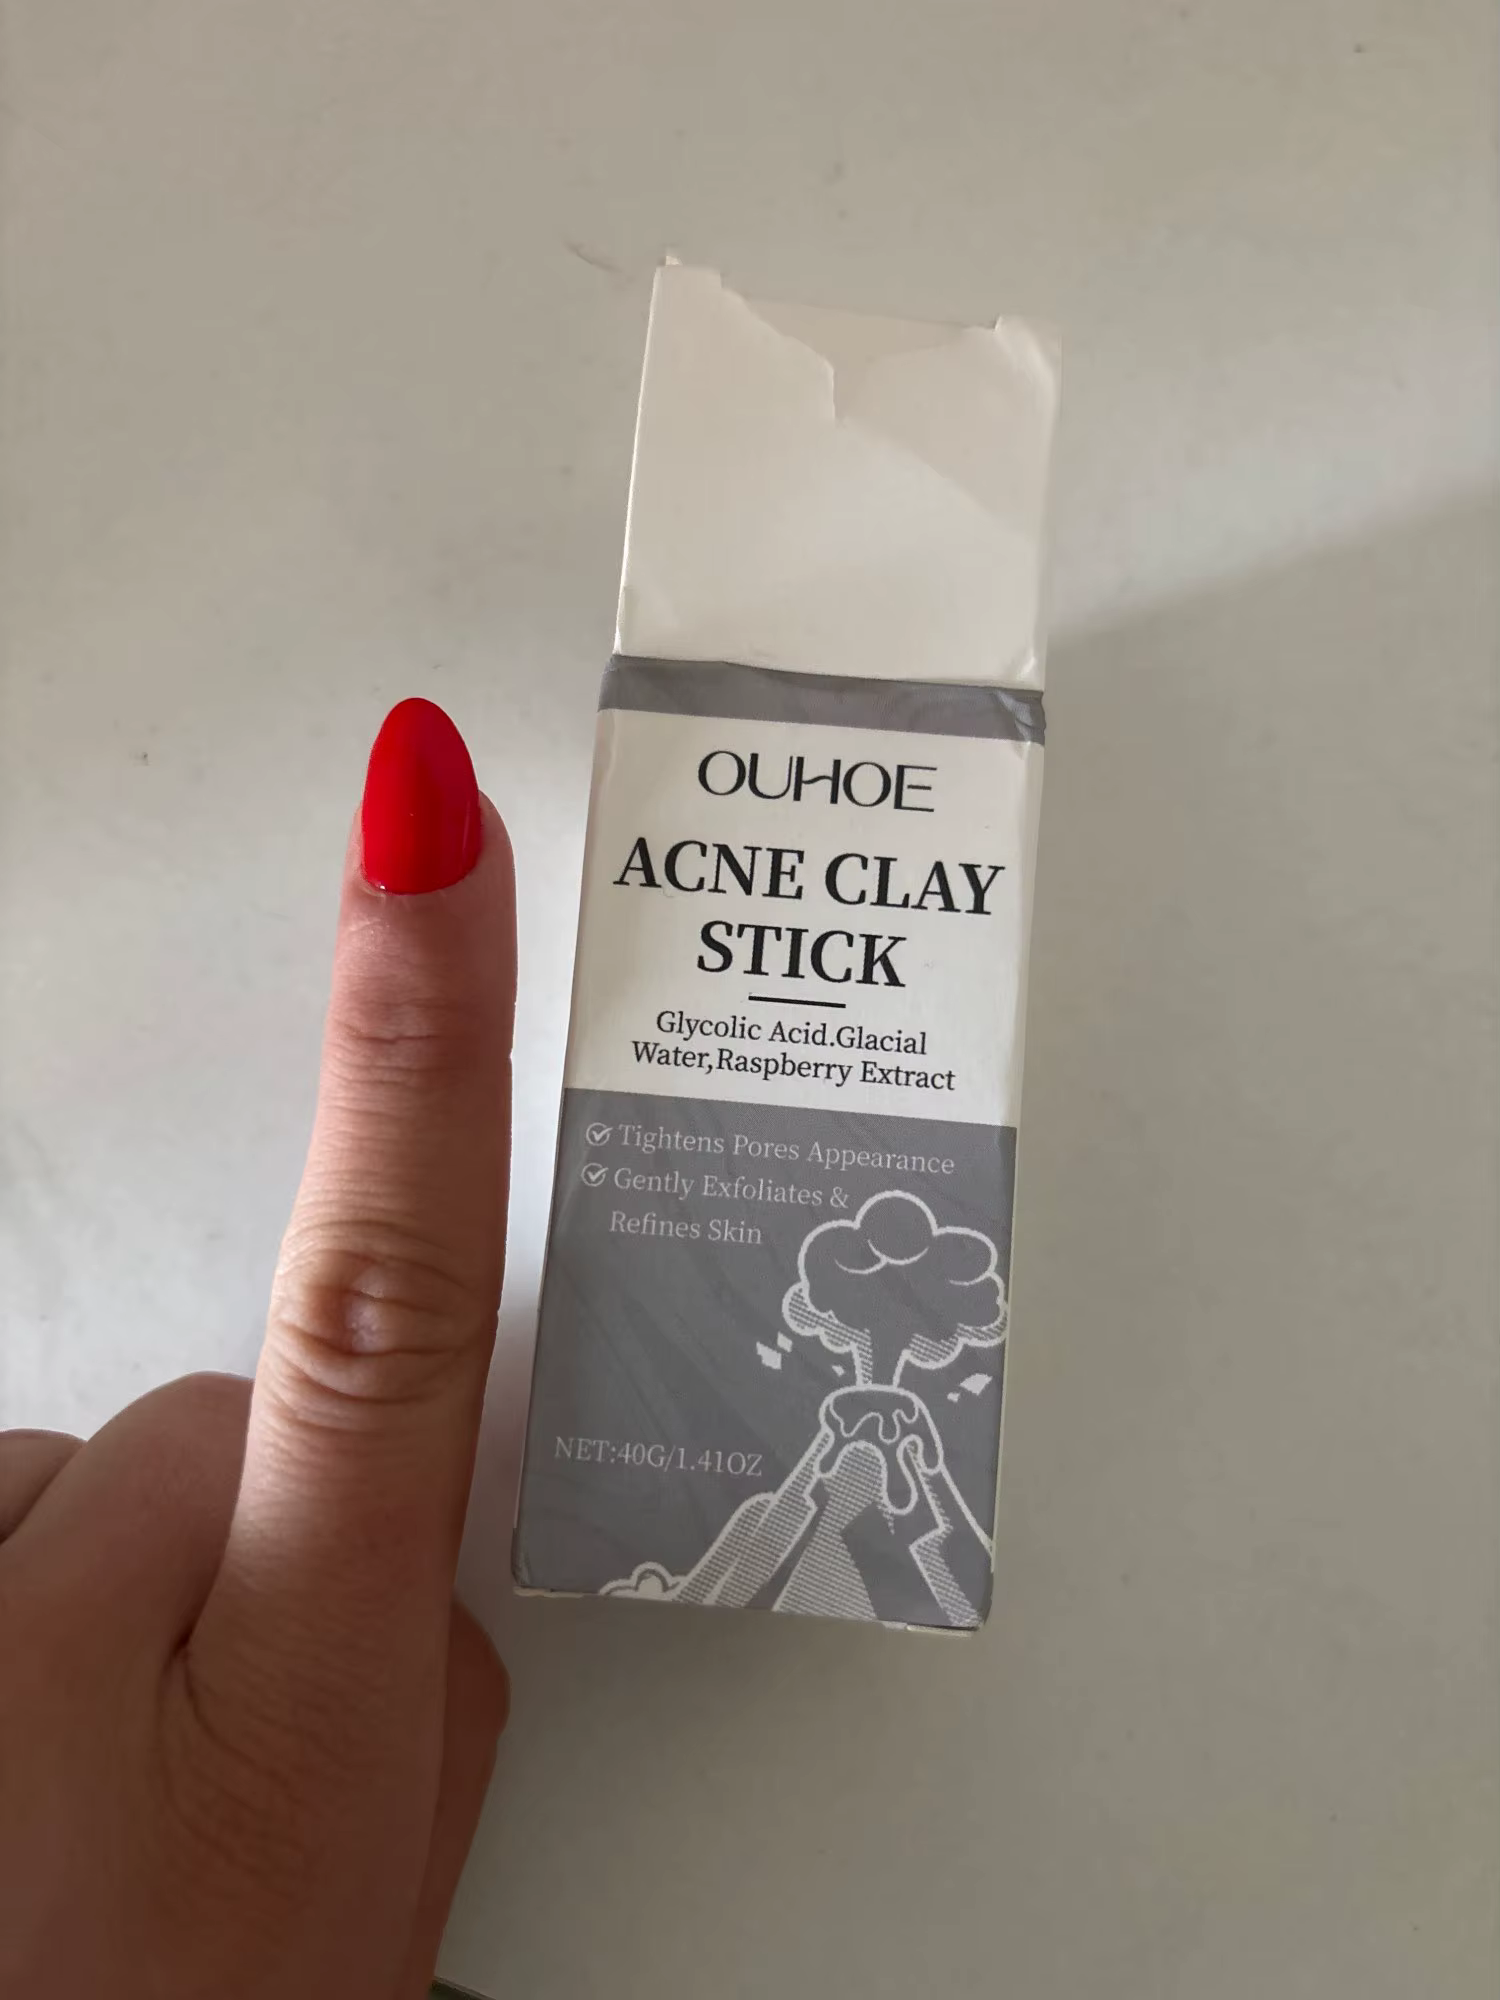 OUHOE
ACNE CLAY
STICK
Glycolic Acid.Glacial
Water,Raspberry Extract
Tightens Pores Appearance
Gently Exfoliates &
Refines Skin
NET:40G/1.41OZ